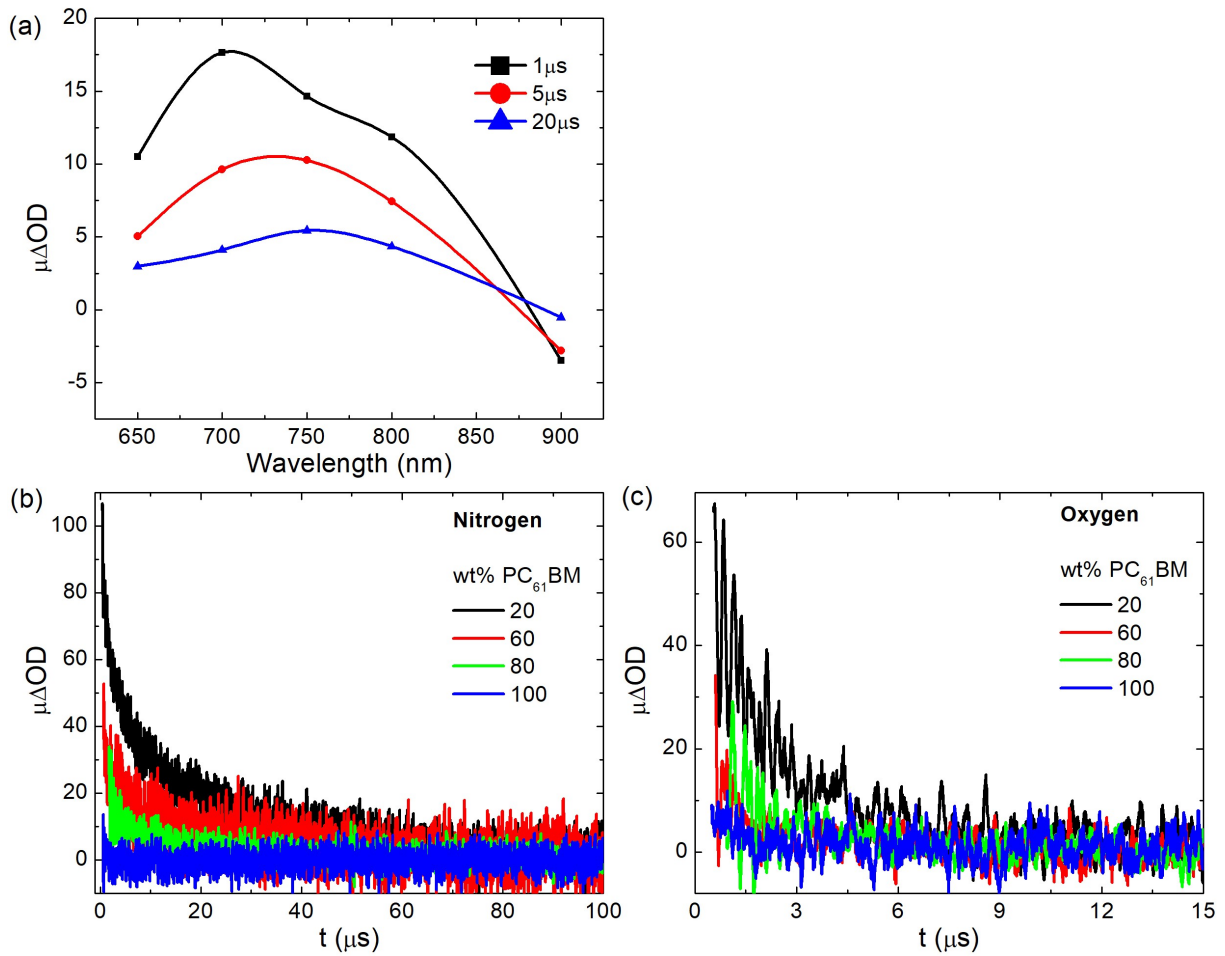 (a)
μΔOD
20
15
10
5
0
-5
1μs
5μs
20μs
650 700 750 800 850 900
Wavelength (nm)
(b)
μΔOD
100
80
60
40
20
0
Nitrogen
wt% PC₆₁BM
20
60
80
100
0 20 40 60 80 100
t (μs)
(c)
μΔOD
60
40
20
0
Oxygen
wt% PC₆₁BM
20
60
80
100
0 3 6 9 12 15
t (μs)